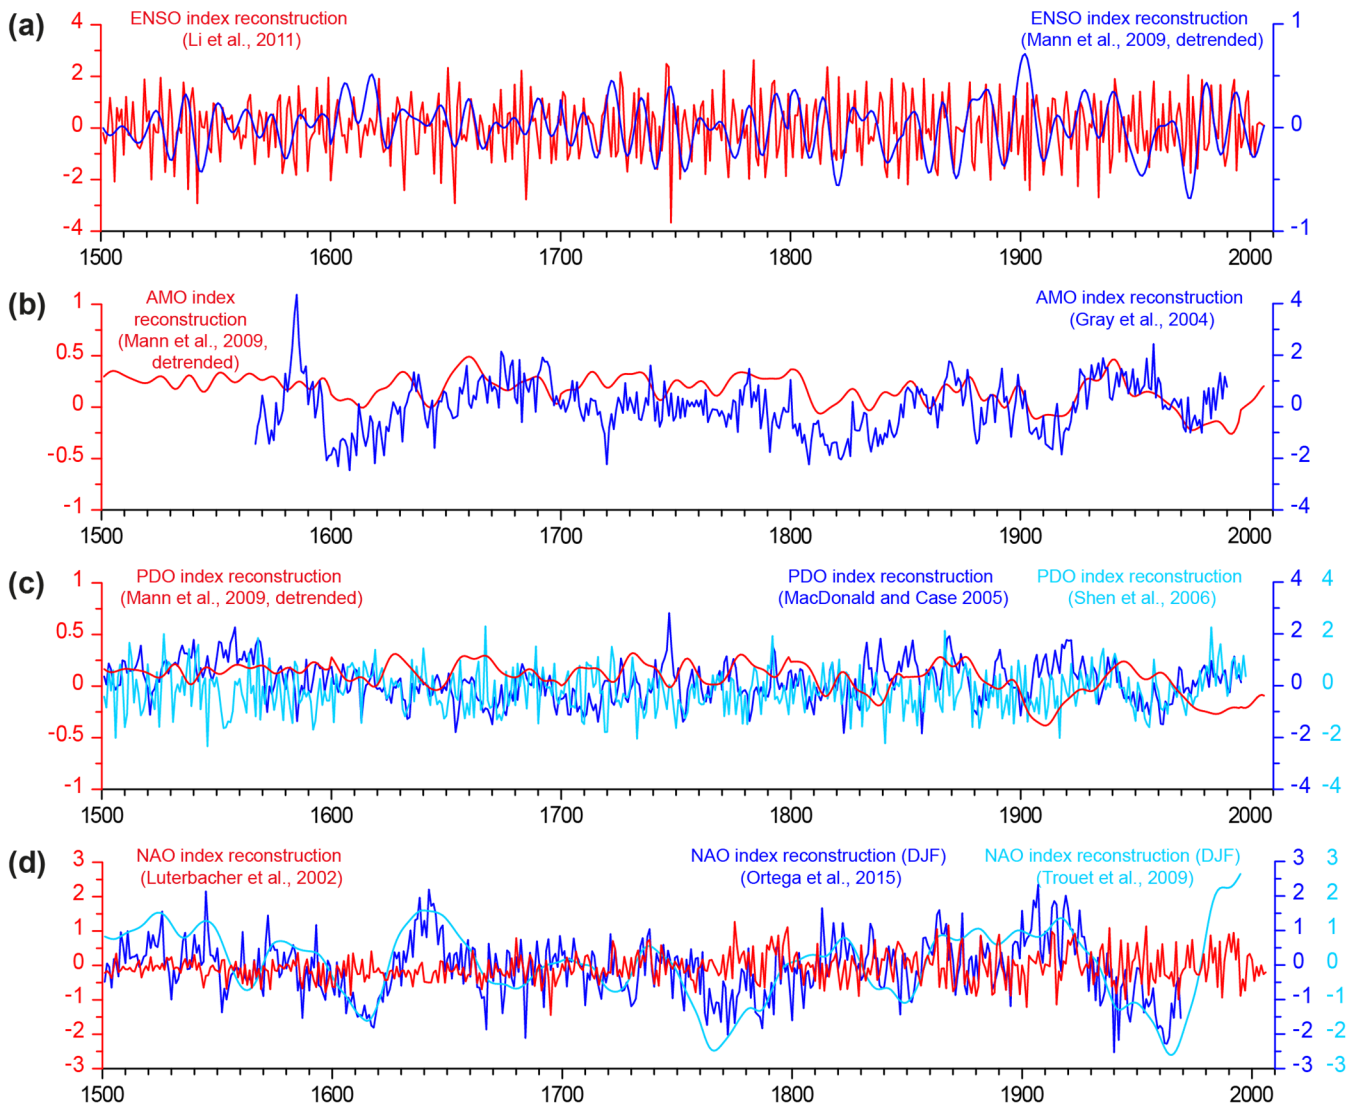 (a)
ENSO index reconstruction
(Li et al., 2011)
ENSO index reconstruction
(Mann et al., 2009, detrended)
4
2
0
-2
-4
1
0
-1
1500 1600 1700 1800 1900 2000
(b)
AMO index
reconstruction
(Mann et al., 2009,
detrended)
AMO index reconstruction
(Gray et al., 2004)
1
0.5
0
-0.5
-1
4
2
0
-2
-4
1500 1600 1700 1800 1900 2000
(c)
PDO index reconstruction
(Mann et al., 2009, detrended)
PDO index reconstruction
(MacDonald and Case 2005)
PDO index reconstruction
(Shen et al., 2006)
1
0.5
0
-0.5
-1
4 4
2 2
0 0
-2 -2
-4 -4
1500 1600 1700 1800 1900 2000
(d)
NAO index reconstruction
(Luterbacher et al., 2002)
NAO index reconstruction (DJF)
(Ortega et al., 2015)
NAO index reconstruction (DJF)
(Trouet et al., 2009)
3
2
1
0
-1
-2
-3
3 3
2 2
1 1
0 0
-1 -1
-2 -2
-3 -3
1500 1600 1700 1800 1900 2000